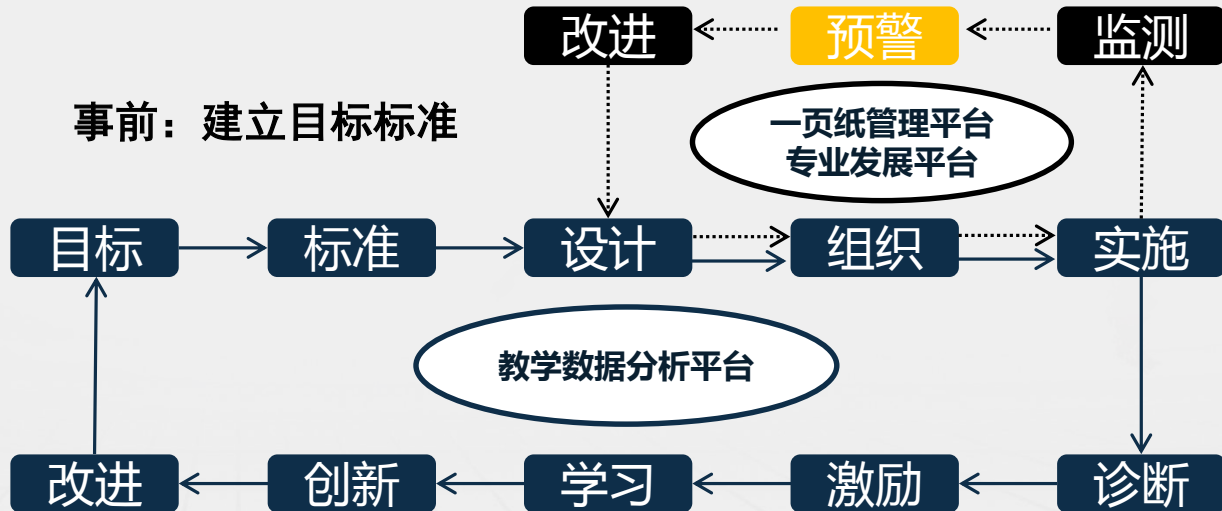 改进
预警
监测
事前：建立目标标准
一页纸管理平台
专业发展平台
目标
标准
设计
组织
实施
教学数据分析平台
改进
创新
学习
激励
诊断